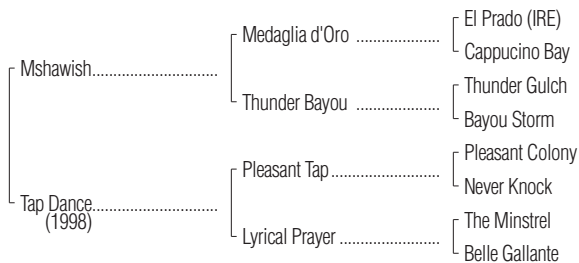 El Prado (IRE)
Medaglia d'Oro ....................
Cappucino Bay
Mshawish..............................
Thunder Gulch
Thunder Bayou ....................
Bayou Storm
Pleasant Colony
Pleasant Tap..........................
Never Knock
Tap Dance..............................
(1998)
The Minstrel
Lyrical Prayer ........................
Belle Gallante